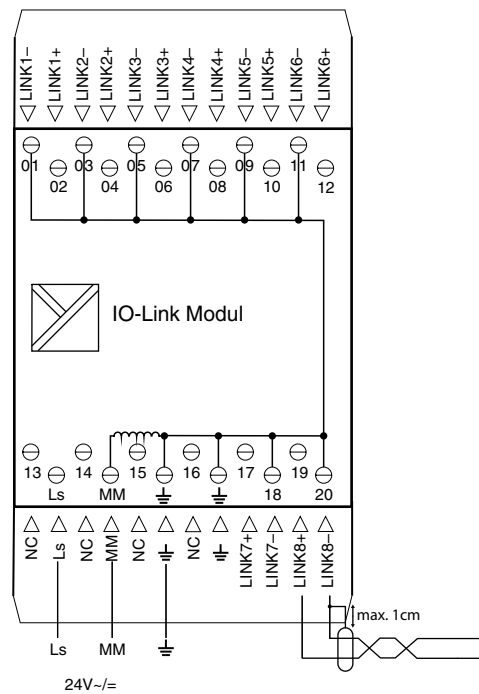 LINK1– LINK1+ LINK2– LINK2+ LINK3– LINK3+ LINK4– LINK4+ LINK5– LINK5+ LINK6– LINK6+
01 03 05 07 09 11
02 04 06 08 10 12
IO-Link Modul
13 14 15 16 17 19
Ls MM 18 20
NC Ls NC MM NC NC LINK7+ LINK7– LINK8+ LINK8–
max. 1cm
Ls MM
24V~/=